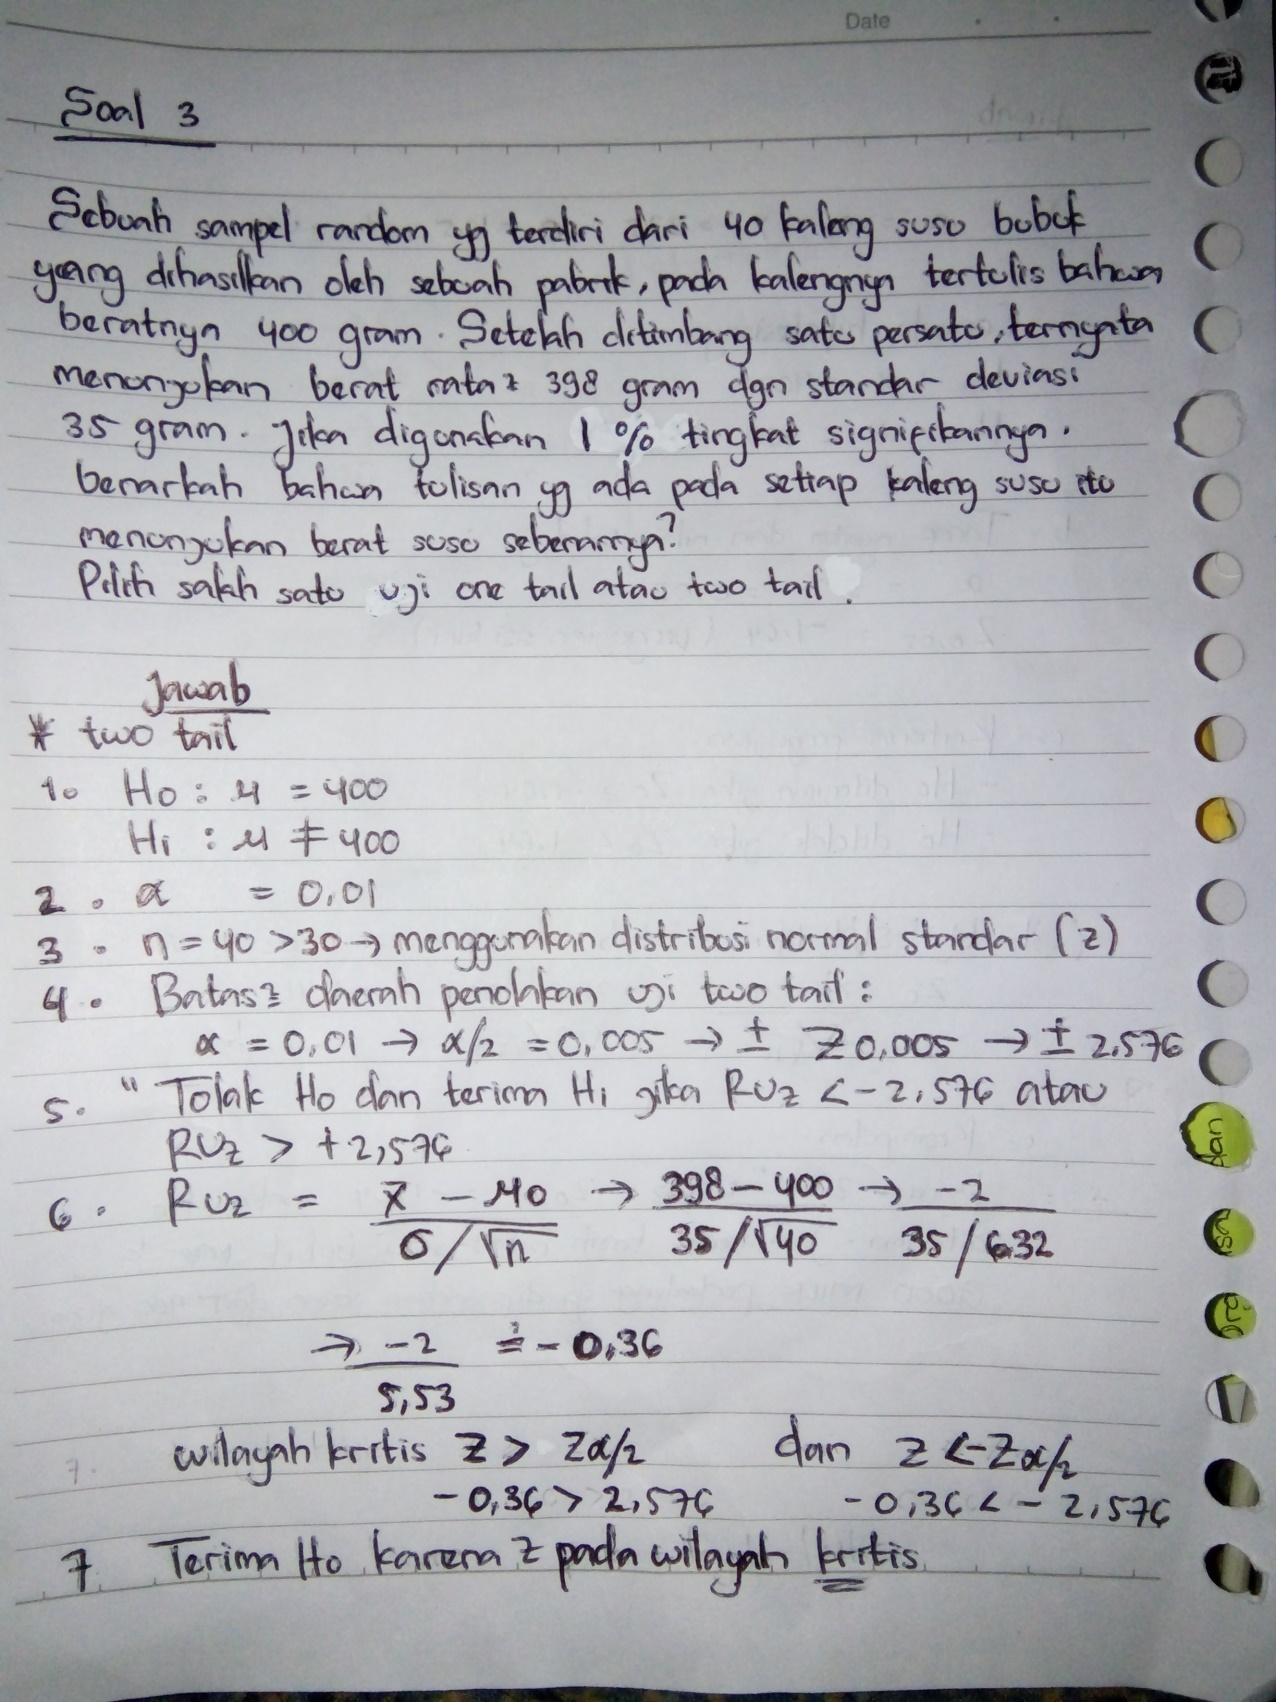 Date
Soal 3
Sebuah sampel random yg terdiri dari 40 kaleng susu bubuk
yang dihasilkan oleh sebuah pabrik, pada kalengnya tertulis bahwa
beratnya 400 gram. Setelah ditimbang satu persatu, ternyata
menunjukan berat rata2 398 gram dgn standar deviasi
35 gram. Jika digunakan 1 % tingkat signifikannya.
benarkah bahwa tulisan yg ada pada setiap kaleng susu itu
menunjukan berat susu sebenarnya?
Pilih salah satu uji one tail atau two tail.
Jawab
* two tail
1. Ho : μ = 400
Hi : μ ≠ 400
2. α = 0,01
3. n = 40 > 30 → menggunakan distribusi normal standar (z)
4. Batas2 daerah penolakan uji two tail :
α = 0,01 → α/2 = 0,005 → ± Z0,005 → ± 2,576
5. " Tolak Ho dan terima Hi jika RUz < -2,576 atau
RUz > +2,576
6. RUz = x̄ - μo / σ/√n → 398 - 400 / 35/√40 → -2 / 35/6.32
→ -2 / 5,53 = - 0,36
7. wilayah kritis Z > Zα/2 dan Z <-Zα/2
-0,36 > 2,576 -0,36 < - 2,576
7 Terima Ho karena Z pada wilayah kritis
dan